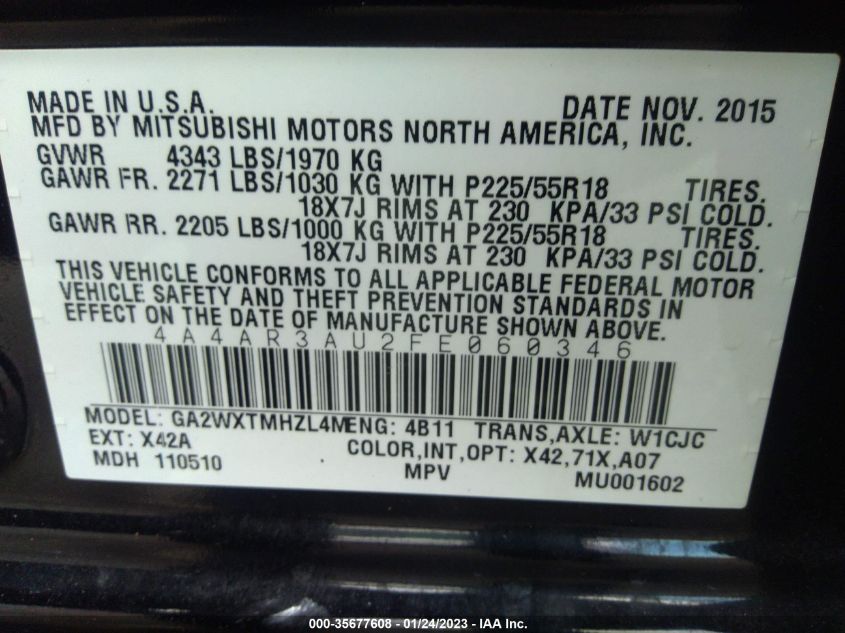 MADE IN U.S.A. DATE NOV. 2015
MFD BY MITSUBISHI MOTORS NORTH AMERICA, INC.
GVWR 4343 LBS/1970 KG
GAWR FR. 2271 LBS/1030 KG WITH P225/55R18 TIRES.
18X7J RIMS AT 230 KPA/33 PSI COLD.
GAWR RR. 2205 LBS/1000 KG WITH P225/55R18 TIRES.
18X7J RIMS AT 230 KPA/33 PSI COLD.
THIS VEHICLE CONFORMS TO ALL APPLICABLE FEDERAL MOTOR
VEHICLE SAFETY AND THEFT PREVENTION STANDARDS IN
EFFECT ON THE DATE OF MANUFACTURE SHOWN ABOVE.
4A4AR3AU2FE060346
MODEL: GA2WXTMHZL4M ENG: 4B11 TRANS,AXLE: W1CJC
EXT: X42A COLOR,INT,OPT: X42,71X,A07
MDH 110510 MPV MU001602
000-35677608 - 01/24/2023 - IAA Inc.